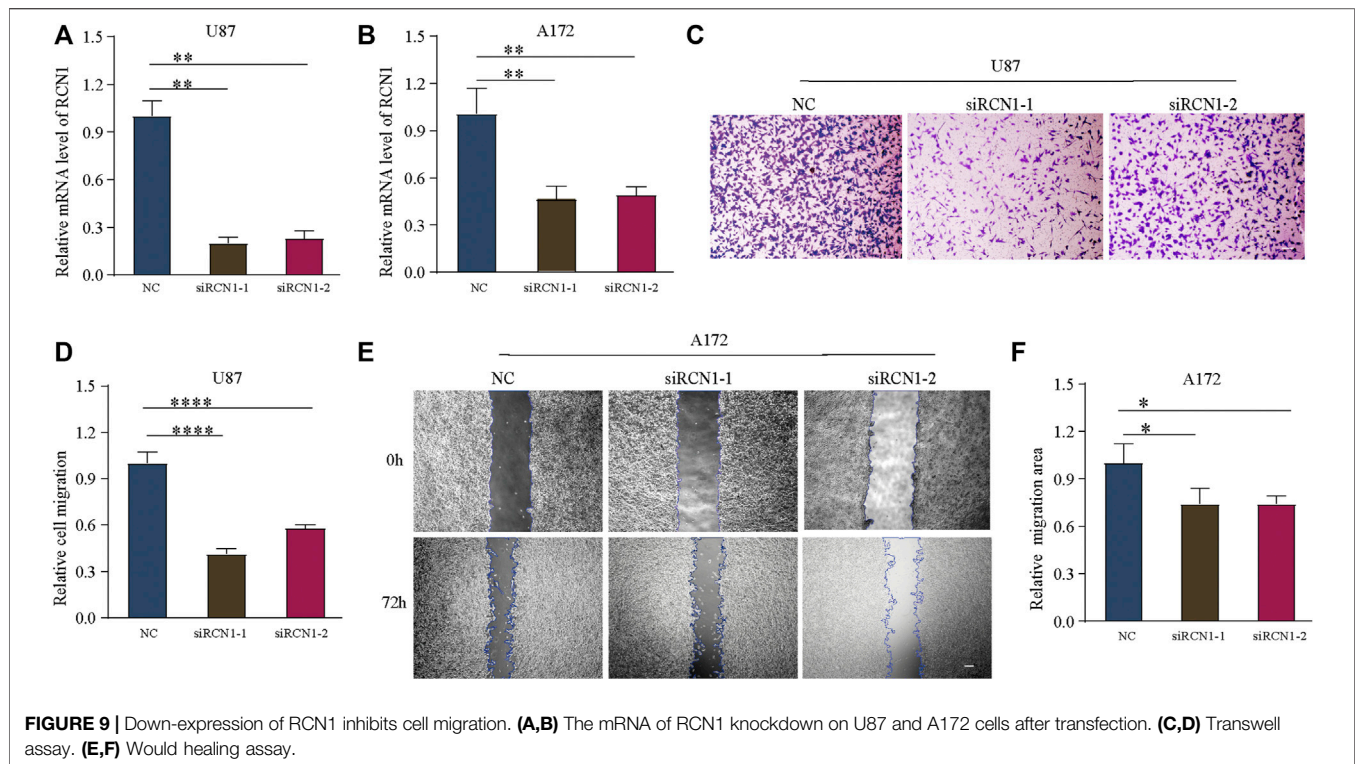 A
U87
Relative mRNA level of RCN1
1.5
1.2
0.9
0.6
0.3
0.0
**
**
NC siRCN1-1 siRCN1-2
B
A172
Relative mRNA level of RCN1
1.5
1.2
0.9
0.6
0.3
0.0
**
**
NC siRCN1-1 siRCN1-2
C
U87
NC siRCN1-1 siRCN1-2
D
U87
Relative cell migration
1.5
1.2
0.9
0.6
0.3
0.0
****
****
NC siRCN1-1 siRCN1-2
E
A172
NC siRCN1-1 siRCN1-2
0h
72h
F
A172
Relative migration area
1.5
1.2
0.9
0.6
0.3
0.0
*
*
NC siRCN1-1 siRCN1-2
FIGURE 9 | Down-expression of RCN1 inhibits cell migration. (A,B) The mRNA of RCN1 knockdown on U87 and A172 cells after transfection. (C,D) Transwell
assay. (E,F) Would healing assay.